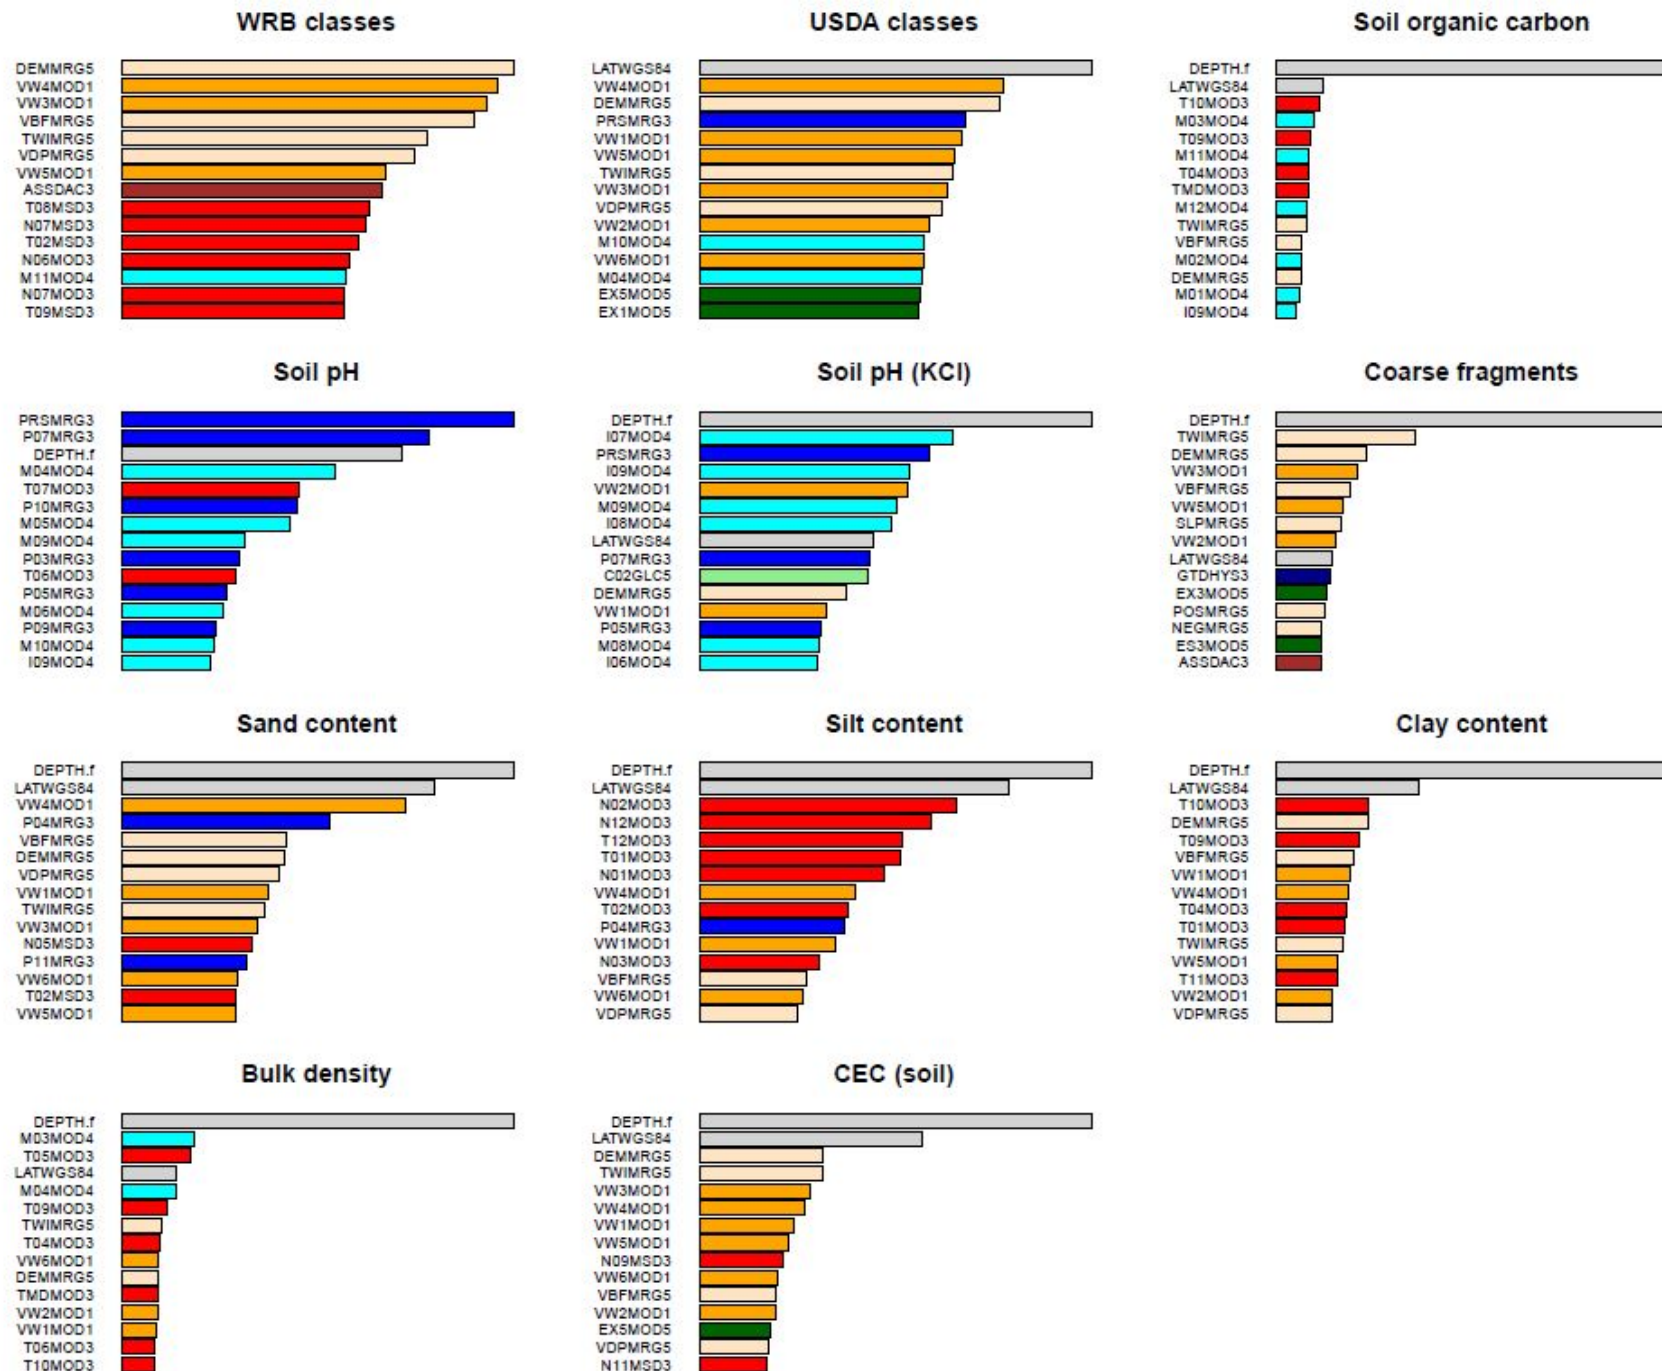 WRB classes
DEMMRG5
VW4MOD1
VW3MOD1
VBFMRG5
TWIMRG5
VDPMRG5
VW5MOD1
ASSDAC3
T08MSD3
N07MSD3
T02MSD3
N06MOD3
M11MOD4
N07MOD3
T09MSD3
USDA classes
LATWGS84
VW4MOD1
DEMMRG5
PRSMRG3
VW1MOD1
VW5MOD1
TWIMRG5
VW3MOD1
VDPMRG5
VW2MOD1
M10MOD4
VW6MOD1
M04MOD4
EX5MOD5
EX1MOD5
Soil organic carbon
DEPTH.f
LATWGS84
T10MOD3
M03MOD4
T09MOD3
M11MOD4
T04MOD3
TMDMOD3
M12MOD4
TWIMRG5
VBFMRG5
M02MOD4
DEMMRG5
M01MOD4
I09MOD4
Soil pH
PRSMRG3
P07MRG3
DEPTH.f
M04MOD4
T07MOD3
P10MRG3
M05MOD4
M09MOD4
P03MRG3
T06MOD3
P05MRG3
M06MOD4
P09MRG3
M10MOD4
I09MOD4
Soil pH (KCl)
DEPTH.f
I07MOD4
PRSMRG3
I09MOD4
VW2MOD1
M09MOD4
I08MOD4
LATWGS84
P07MRG3
C02GLC5
DEMMRG5
VW1MOD1
P05MRG3
M08MOD4
I06MOD4
Coarse fragments
DEPTH.f
TWIMRG5
DEMMRG5
VW3MOD1
VBFMRG5
VW5MOD1
SLPMRG5
VW2MOD1
LATWGS84
GTDHYS3
EX3MOD5
POSMRG5
NEGMRG5
ES3MOD5
ASSDAC3
Sand content
DEPTH.f
LATWGS84
VW4MOD1
P04MRG3
VBFMRG5
DEMMRG5
VDPMRG5
VW1MOD1
TWIMRG5
VW3MOD1
N05MSD3
P11MRG3
VW6MOD1
T02MSD3
VW5MOD1
Silt content
DEPTH.f
LATWGS84
N02MOD3
N12MOD3
T12MOD3
T01MOD3
N01MOD3
VW4MOD1
T02MOD3
P04MRG3
VW1MOD1
N03MOD3
VBFMRG5
VW6MOD1
VDPMRG5
Clay content
DEPTH.f
LATWGS84
T10MOD3
DEMMRG5
T09MOD3
VBFMRG5
VW1MOD1
VW4MOD1
T04MOD3
T01MOD3
TWIMRG5
VW5MOD1
T11MOD3
VW2MOD1
VDPMRG5
Bulk density
DEPTH.f
M03MOD4
T05MOD3
LATWGS84
M04MOD4
T09MOD3
TWIMRG5
T04MOD3
VW6MOD1
DEMMRG5
TMDMOD3
VW2MOD1
VW1MOD1
T06MOD3
T10MOD3
CEC (soil)
DEPTH.f
LATWGS84
DEMMRG5
TWIMRG5
VW3MOD1
VW4MOD1
VW1MOD1
VW5MOD1
N09MSD3
VW6MOD1
VBFMRG5
VW2MOD1
EX5MOD5
VDPMRG5
N11MSD3